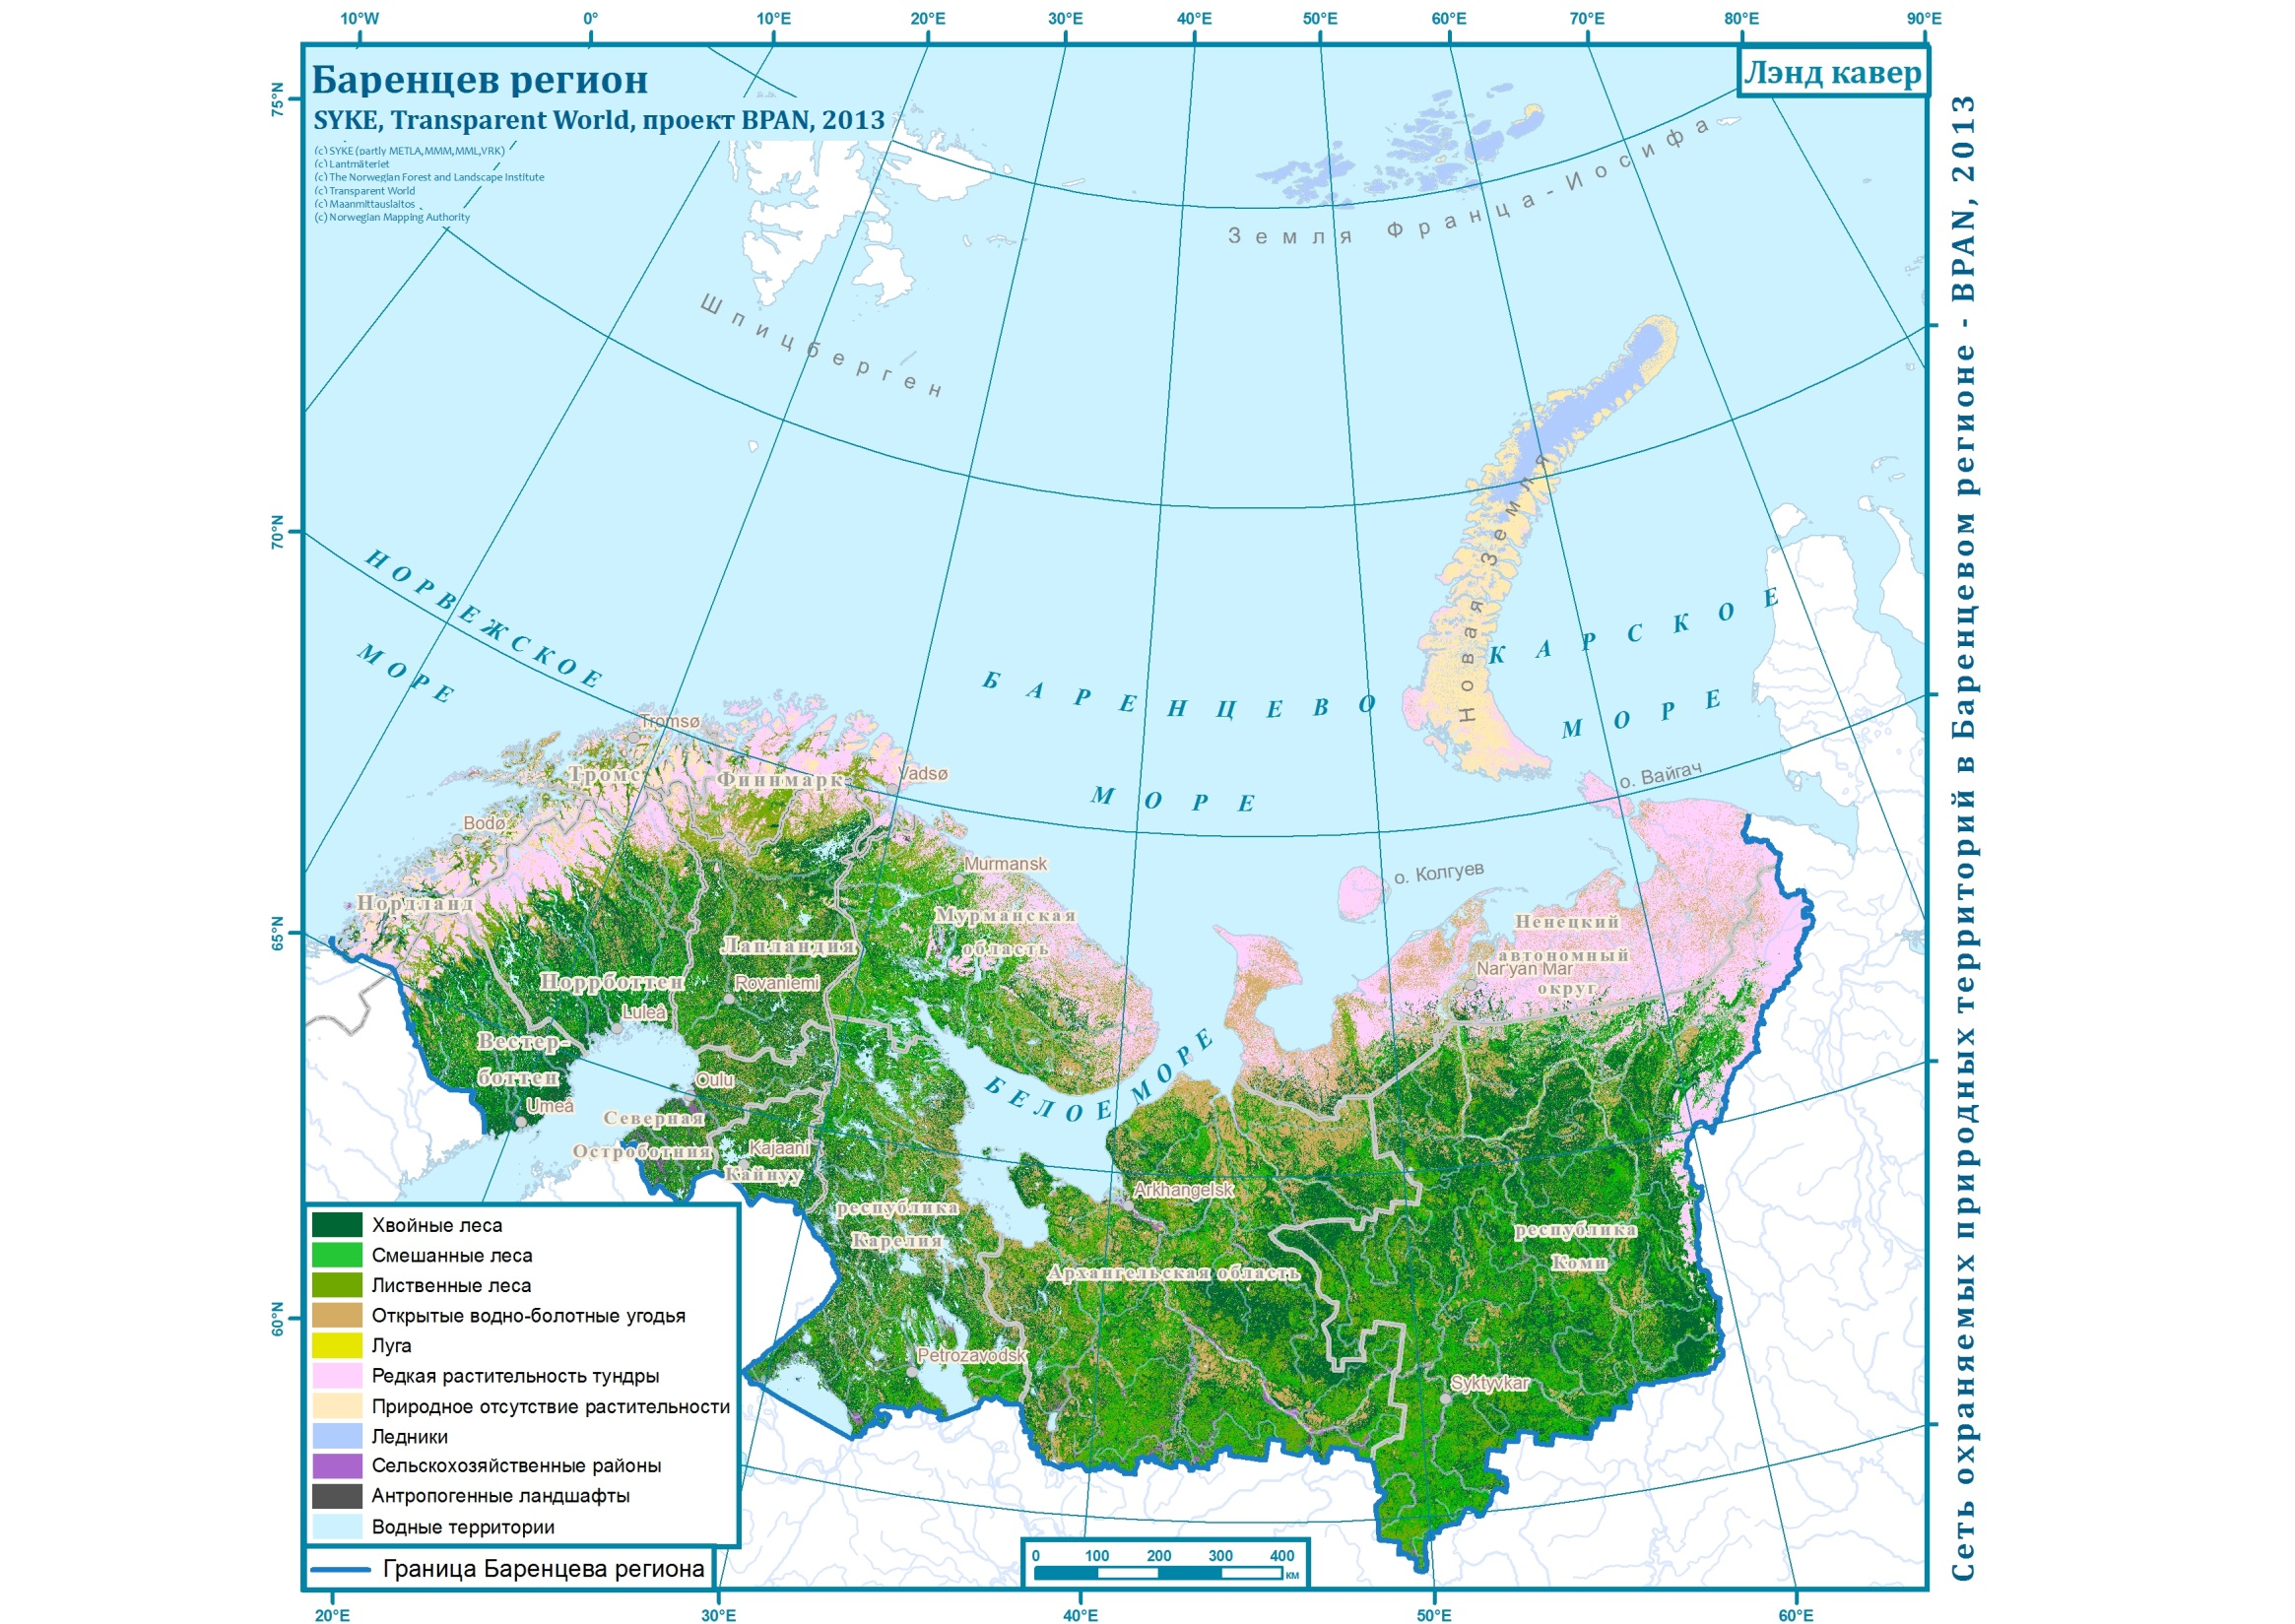 10°W 0° 10°E 20°E 30°E 40°E 50°E 60°E 70°E 80°E 90°E
Баренцев регион
Лэнд кавер
SYKE, Transparent World, проект BPAN, 2013
(c) SYKE (partly METLA,MMM,MML,VRK)
(c) Lantmäteriet
(c) The Norwegian Forest and Landscape Institute
(c) Transparent World
(c) Maanmittauslaitos
(c) Norwegian Mapping Authority
75°N
70°N
65°N
60°N
Земля Франца-Иосифа
Шпицберген
Новая Земля
НОРВЕЖСКОЕ
МОРЕ
БАРЕНЦЕВО
МОРЕ
КАРСКОЕ
МОРЕ
о. Вайгач
о. Колгуев
Tromsø
Тромс
Финнмарк
Vadsø
Bodø
Murmansk
Нордланд
Мурманская
область
Лапландия
Ненецкий
автономный
округ
Nar'yan Mar
Норрботтен
Rovaniemi
Luleå
Вестер-
боттен
Umeå
Oulu
БЕЛОЕ МОРЕ
Северная
Остроботния
Kajaani
Кайнуу
Arkhangelsk
республика
Карелия
республика
Коми
Архангельская область
Petrozavodsk
Syktyvkar
Хвойные леса
Смешанные леса
Лиственные леса
Открытые водно-болотные угодья
Луга
Редкая растительность тундры
Природное отсутствие растительности
Ледники
Сельскохозяйственные районы
Антропогенные ландшафты
Водные территории
Граница Баренцева региона
0 100 200 300 400
км
20°E 30°E 40°E 50°E 60°E
Сеть охраняемых природных территорий в Баренцевом регионе - BPAN, 2013